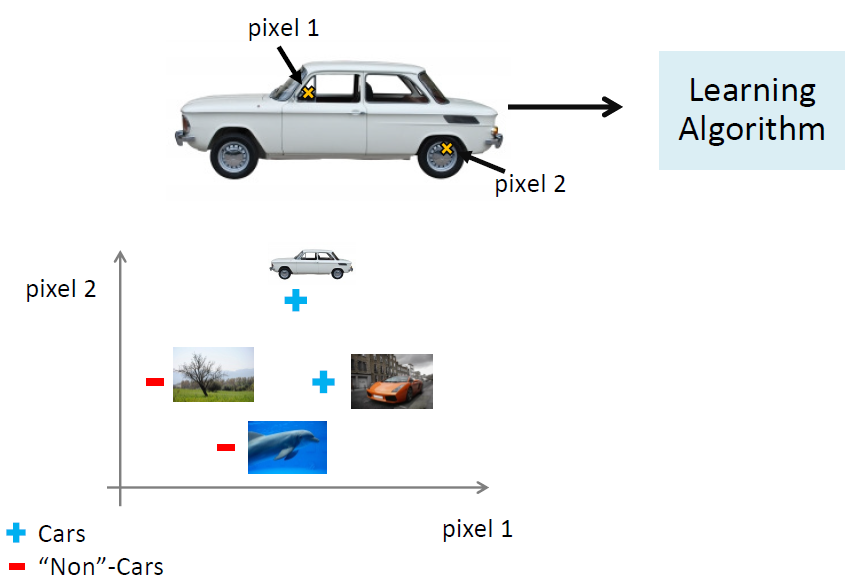 pixel 1
Learning
Algorithm
pixel 2
pixel 2
pixel 1
Cars
“Non”-Cars